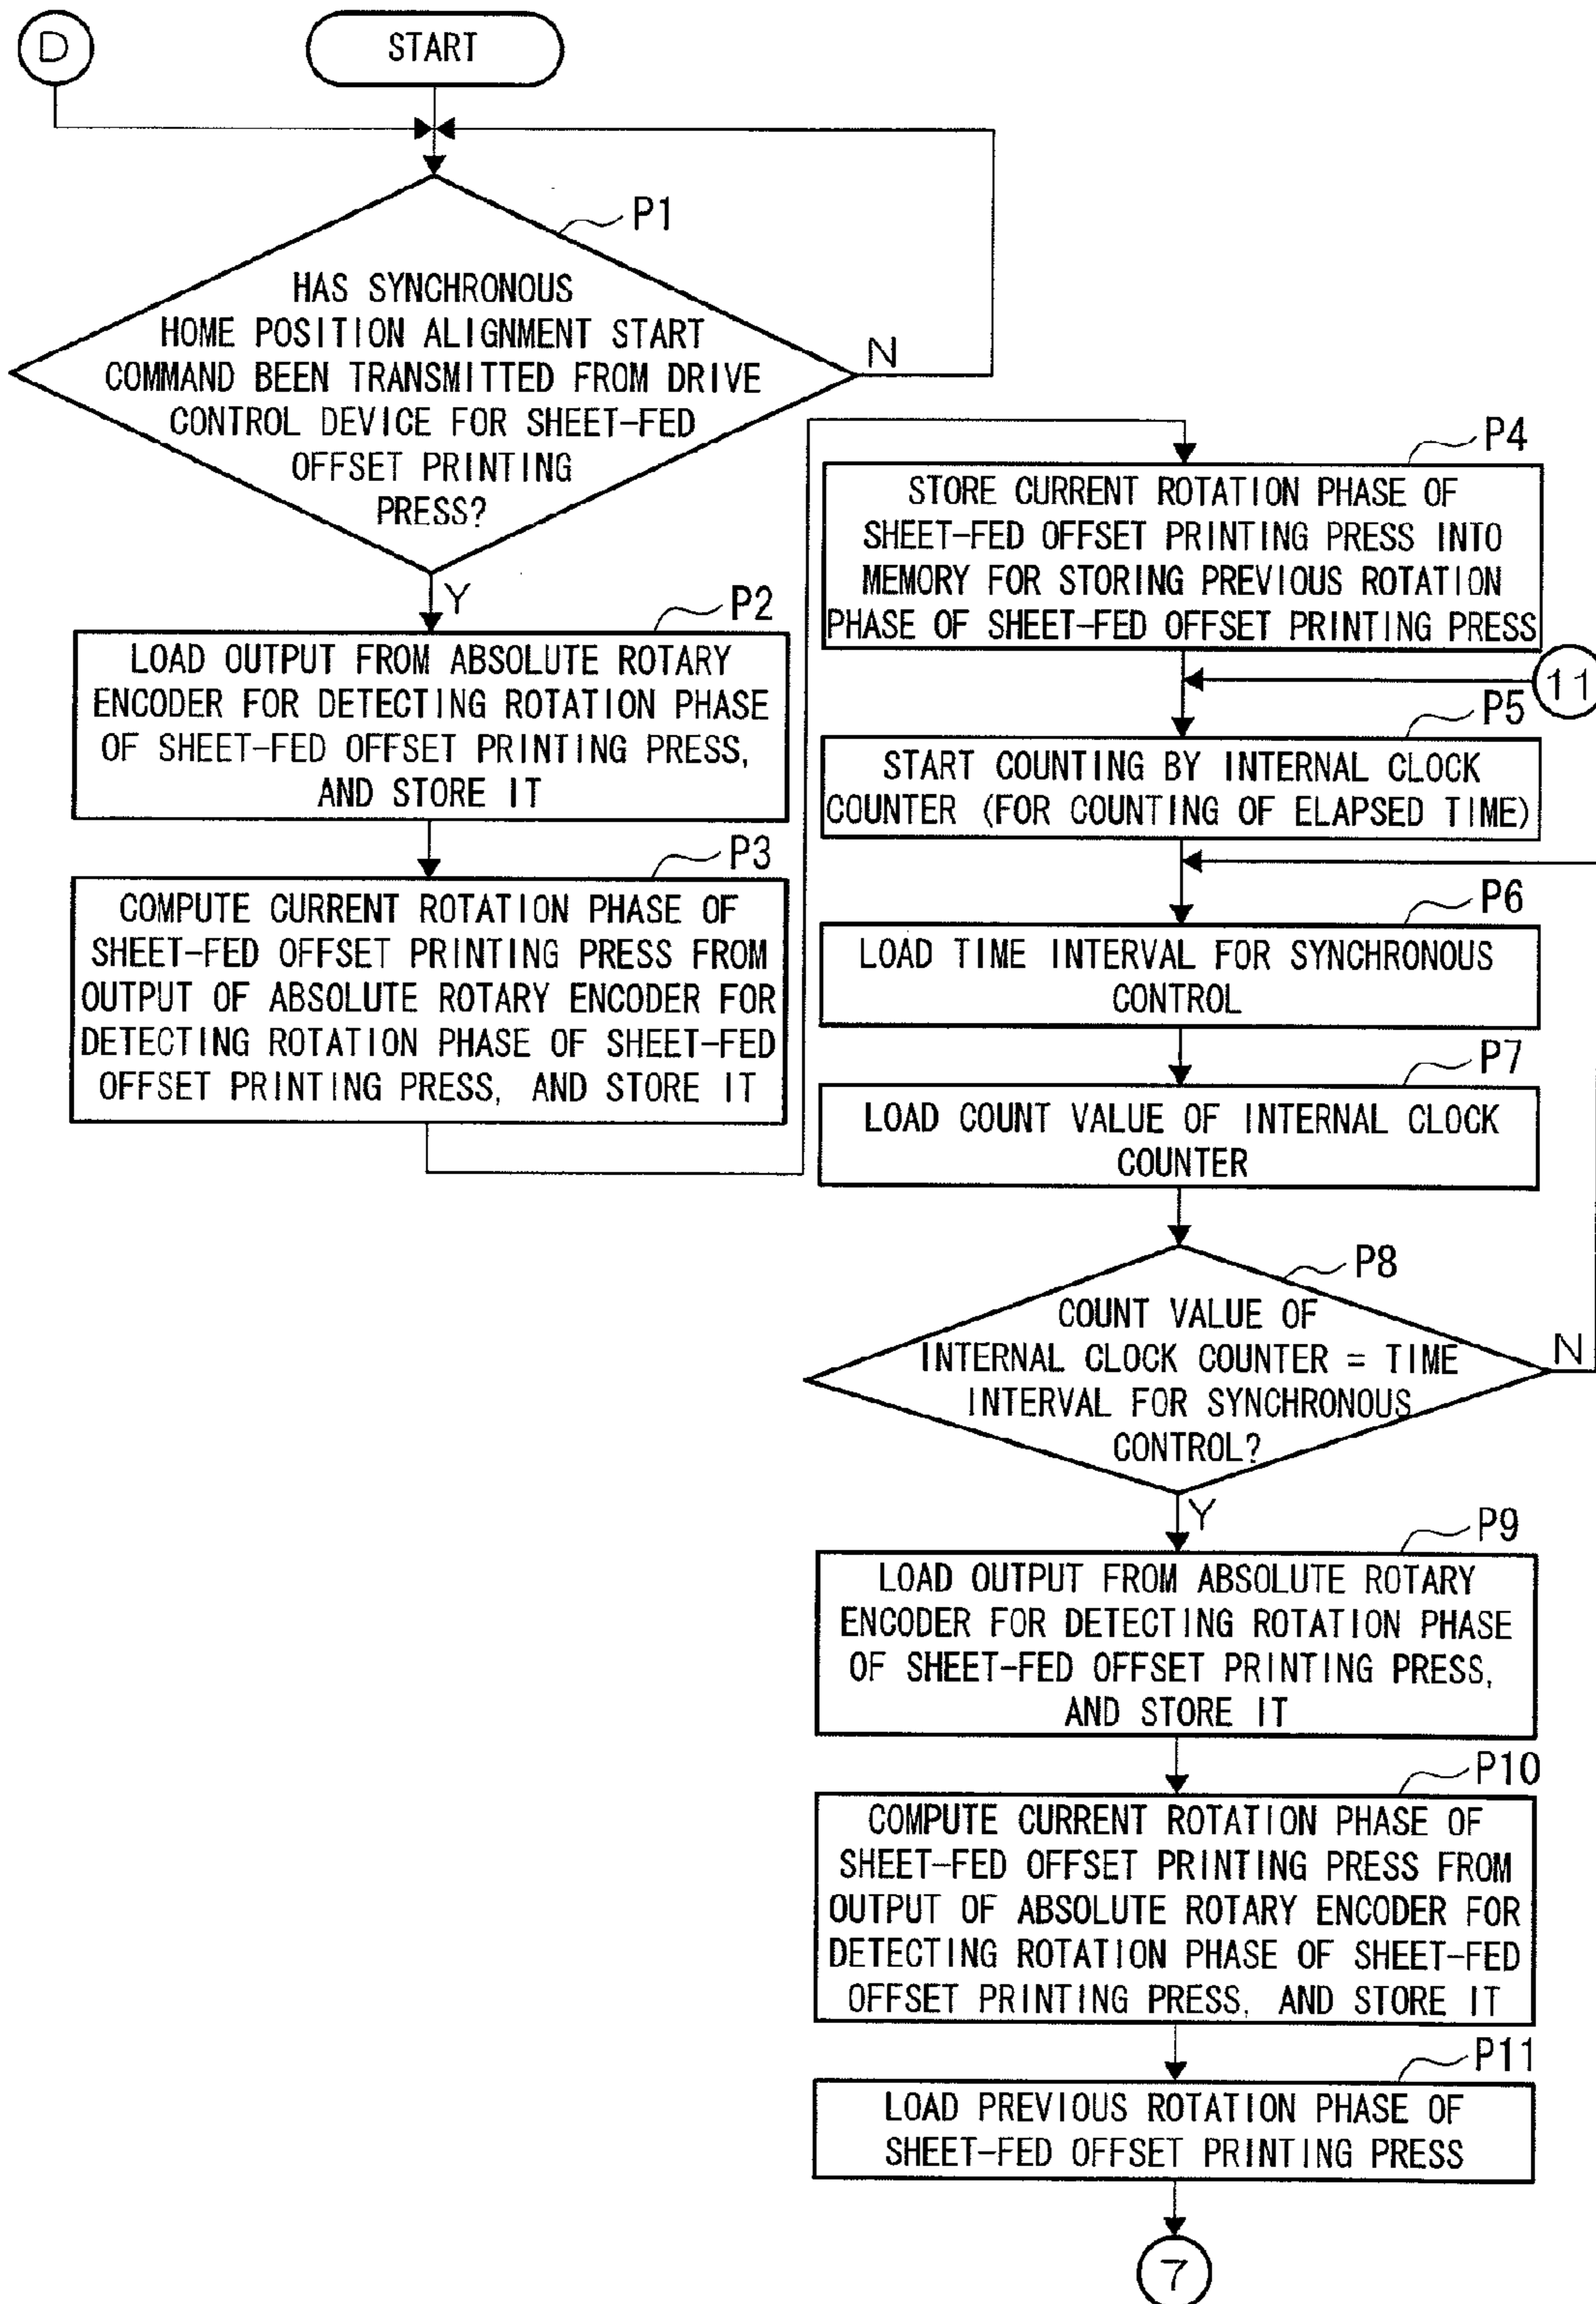 D
START
P1
HAS SYNCHRONOUS
HOME POSITION ALIGNMENT START
COMMAND BEEN TRANSMITTED FROM DRIVE
CONTROL DEVICE FOR SHEET-FED
OFFSET PRINTING
PRESS?
N
Y
P2
LOAD OUTPUT FROM ABSOLUTE ROTARY
ENCODER FOR DETECTING ROTATION PHASE
OF SHEET-FED OFFSET PRINTING PRESS,
AND STORE IT
P3
COMPUTE CURRENT ROTATION PHASE OF
SHEET-FED OFFSET PRINTING PRESS FROM
OUTPUT OF ABSOLUTE ROTARY ENCODER FOR
DETECTING ROTATION PHASE OF SHEET-FED
OFFSET PRINTING PRESS, AND STORE IT
P4
STORE CURRENT ROTATION PHASE OF
SHEET-FED OFFSET PRINTING PRESS INTO
MEMORY FOR STORING PREVIOUS ROTATION
PHASE OF SHEET-FED OFFSET PRINTING PRESS
11
P5
START COUNTING BY INTERNAL CLOCK
COUNTER (FOR COUNTING OF ELAPSED TIME)
P6
LOAD TIME INTERVAL FOR SYNCHRONOUS
CONTROL
P7
LOAD COUNT VALUE OF INTERNAL CLOCK
COUNTER
P8
COUNT VALUE OF
INTERNAL CLOCK COUNTER = TIME
INTERVAL FOR SYNCHRONOUS
CONTROL?
N
Y
P9
LOAD OUTPUT FROM ABSOLUTE ROTARY
ENCODER FOR DETECTING ROTATION PHASE
OF SHEET-FED OFFSET PRINTING PRESS,
AND STORE IT
P10
COMPUTE CURRENT ROTATION PHASE OF
SHEET-FED OFFSET PRINTING PRESS FROM
OUTPUT OF ABSOLUTE ROTARY ENCODER FOR
DETECTING ROTATION PHASE OF SHEET-FED
OFFSET PRINTING PRESS, AND STORE IT
P11
LOAD PREVIOUS ROTATION PHASE OF
SHEET-FED OFFSET PRINTING PRESS
7